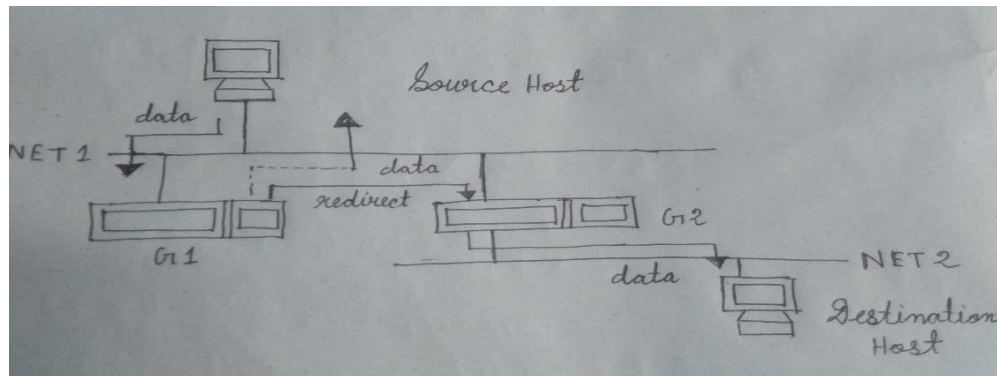 Source Host
data
NET 1
data
redirect
G1
G2
NET 2
data
Destination
Host